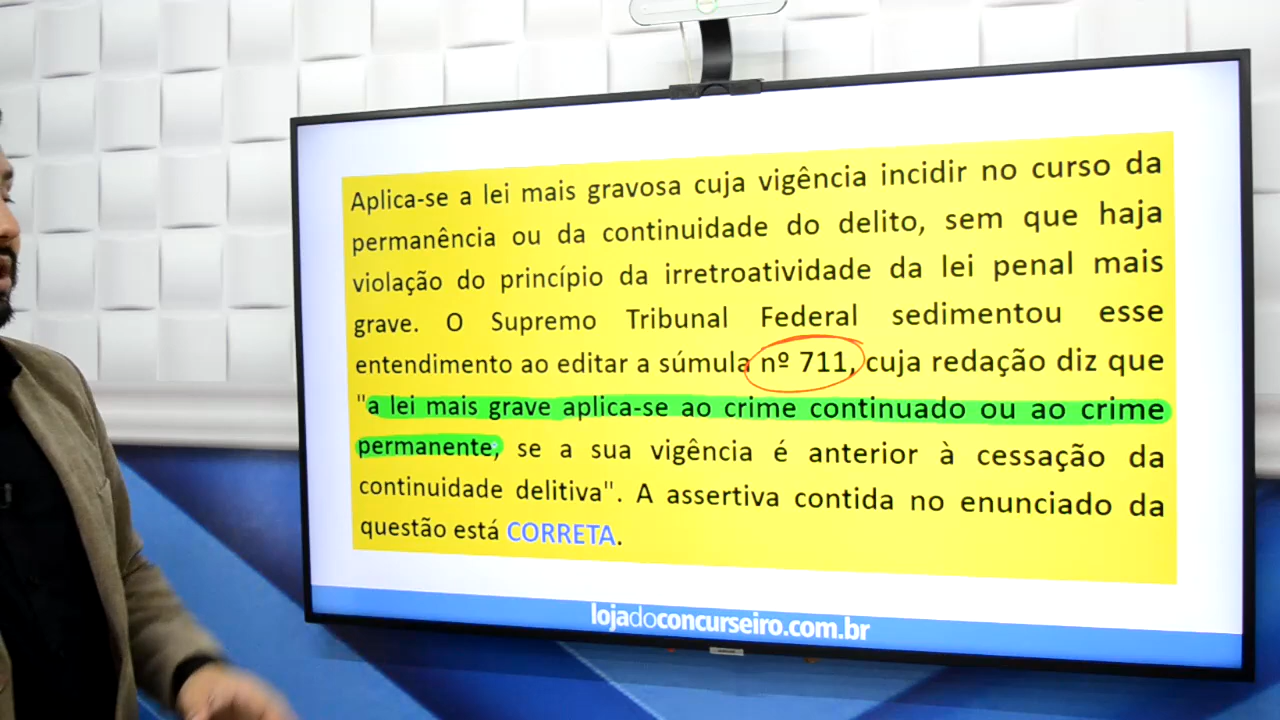 Aplica-se a lei mais gravosa cuja vigência incidir no curso da
permanência ou da continuidade do delito, sem que haja
violação do princípio da irretroatividade da lei penal mais
grave. O Supremo Tribunal Federal sedimentou esse
entendimento ao editar a súmula nº 711, cuja redação diz que
"a lei mais grave aplica-se ao crime continuado ou ao crime
permanente, se a sua vigência é anterior à cessação da
continuidade delitiva". A assertiva contida no enunciado da
questão está CORRETA.
lojadoconcurseiro.com.br